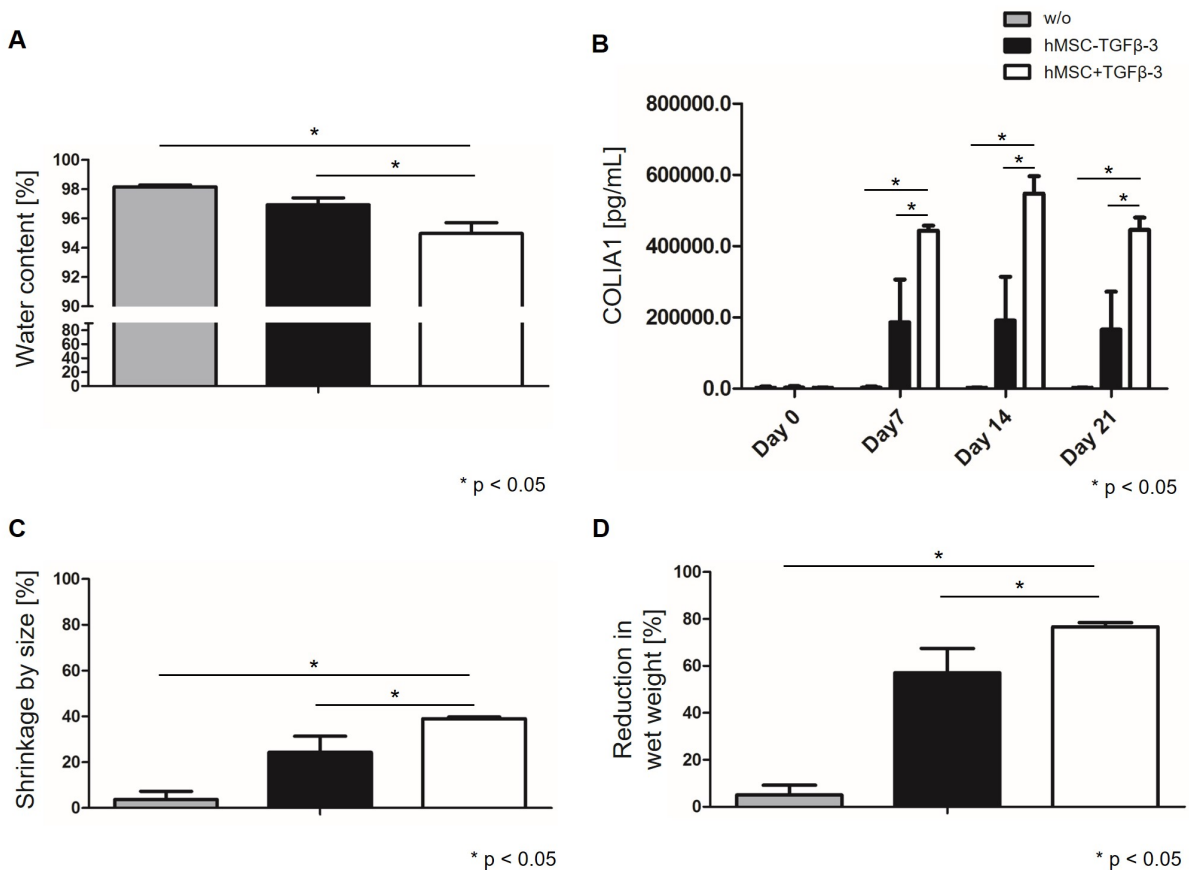 A
Water content [%]
100
98
96
94
92
90
80
60
40
20
0
*
*
* p < 0.05
B
w/o
hMSC-TGFβ-3
hMSC+TGFβ-3
COLIA1 [pg/mL]
800000.0
600000.0
400000.0
200000.0
0.0
*
*
*
*
*
*
Day 0
Day7
Day 14
Day 21
* p < 0.05
C
Shrinkage by size [%]
100
80
60
40
20
0
*
*
* p < 0.05
D
Reduction in
wet weight [%]
100
80
60
40
20
0
*
*
* p < 0.05